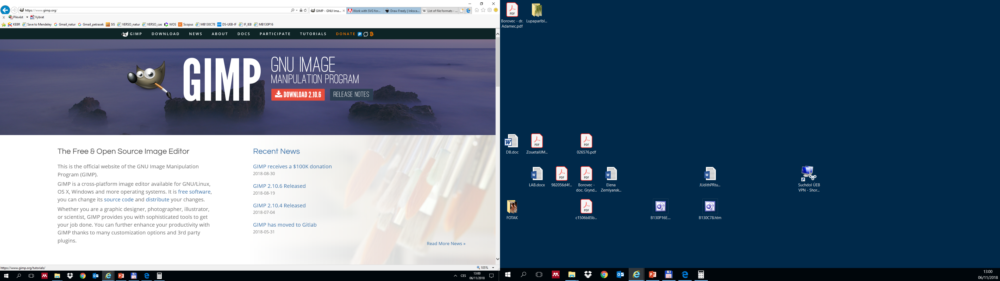 https://www.gimp.org/
GIMP - GNU Ima...
Work with SVG for...
Draw Freely | Inksca...
List of file formats - ...
x Převést Vybrat
KEBR Save to Mendeley Gmail_natur Gmail_petrasek SIS VERSO_natur VERSO_cas WOS Scopus MB130C78 DS-UEB-IF IF_IEB MB130P16
GIMP DOWNLOAD NEWS ABOUT DOCS PARTICIPATE TUTORIALS DONATE
GIMP
GNU IMAGE
MANIPULATION PROGRAM
DOWNLOAD 2.10.6 RELEASE NOTES
The Free & Open Source Image Editor
This is the official website of the GNU Image Manipulation
Program (GIMP).
GIMP is a cross-platform image editor available for GNU/Linux,
OS X, Windows and more operating systems. It is free software,
you can change its source code and distribute your changes.
Whether you are a graphic designer, photographer, illustrator,
or scientist, GIMP provides you with sophisticated tools to get
your job done. You can further enhance your productivity with
GIMP thanks to many customization options and 3rd party
plugins.
Recent News
GIMP receives a $100K donation
2018-08-30
GIMP 2.10.6 Released
2018-08-19
GIMP 2.10.4 Released
2018-07-04
GIMP has moved to Gitlab
2018-05-31
Read More News »
https://www.gimp.org/tutorials/
105%
CES
13:00
06/11/2018
Borovec - dr.
Adamec.pdf
Lupaparlbl...
DB.doc
ZouetalIJM...
026576.pdf
LAB.docx
982056d4f...
Borovec -
doc. Grynd...
Elena
Zemlyansk...
JUdithPRtu...
Suchdol ÚEB
VPN - Shor...
FOTAK
c1506b85b...
B130P16E....
B130C78.htm
13:00
06/11/2018